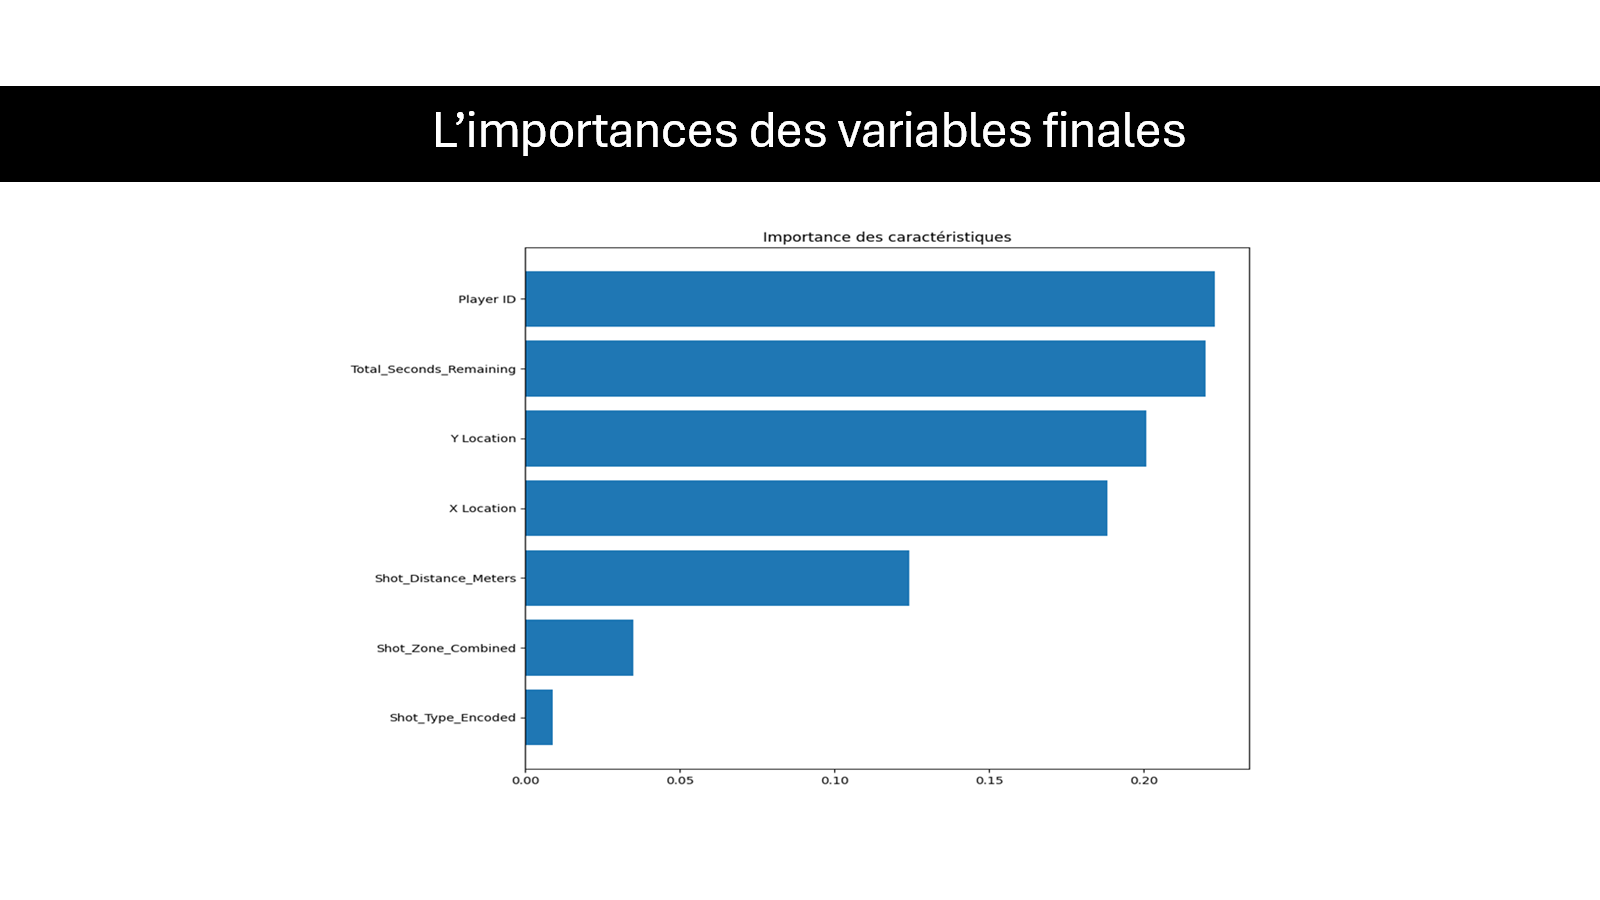 L’importances des variables finales
Importance des caractéristiques
Player ID
Total_Seconds_Remaining
Y Location
X Location
Shot_Distance_Meters
Shot_Zone_Combined
Shot_Type_Encoded
0.00 0.05 0.10 0.15 0.20